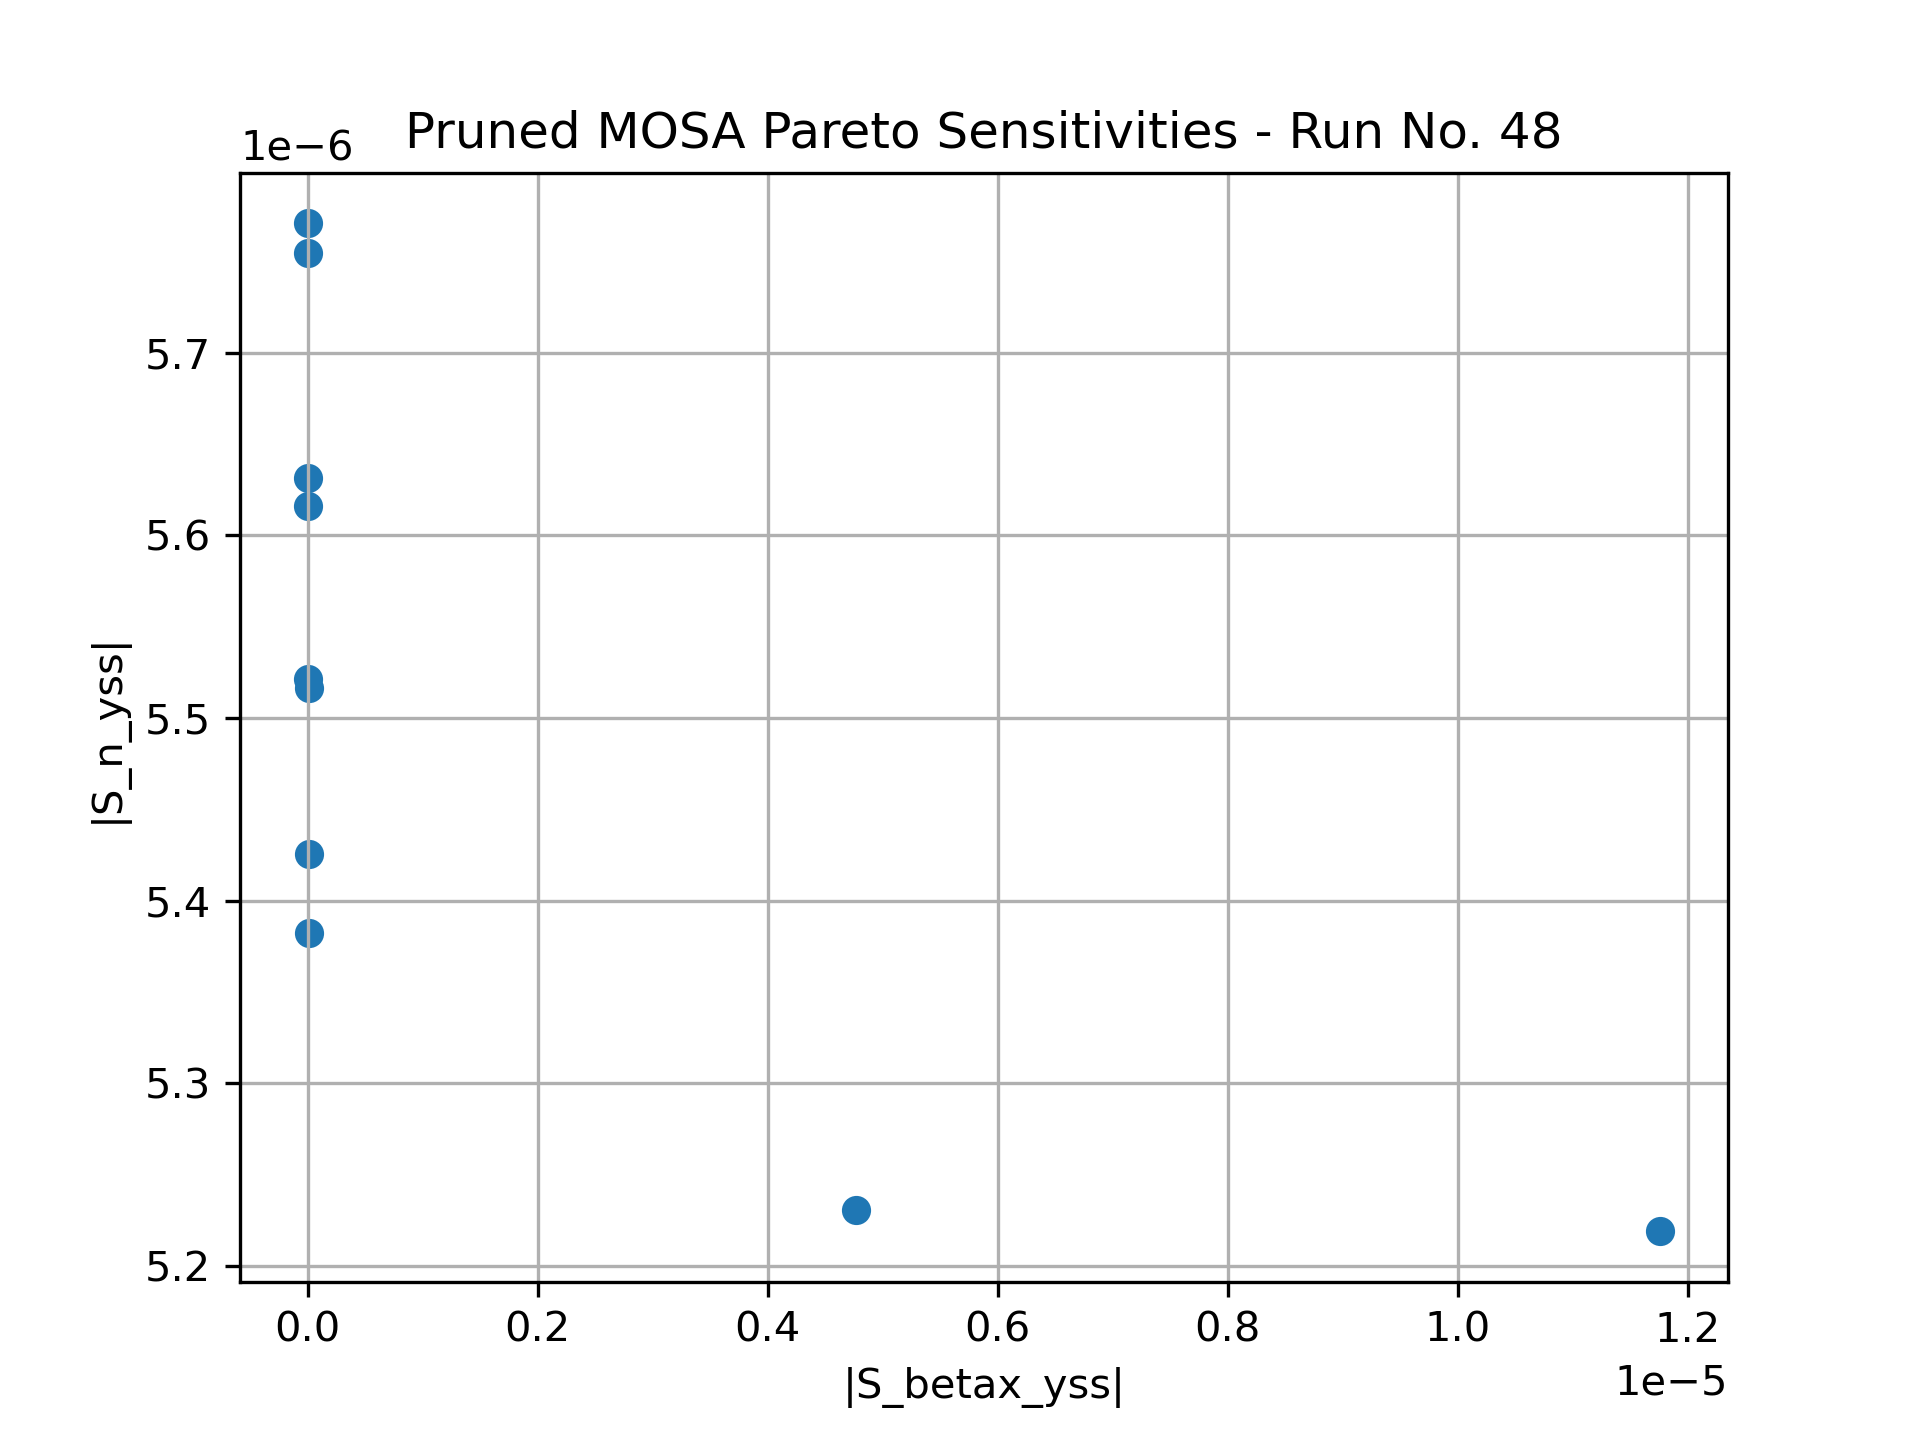 Pruned MOSA Pareto Sensitivities - Run No. 48
1e−6
5.7
5.6
5.5
5.4
5.3
5.2
|S_n_yss|
0.0 0.2 0.4 0.6 0.8 1.0 1.2
1e−5
|S_betax_yss|